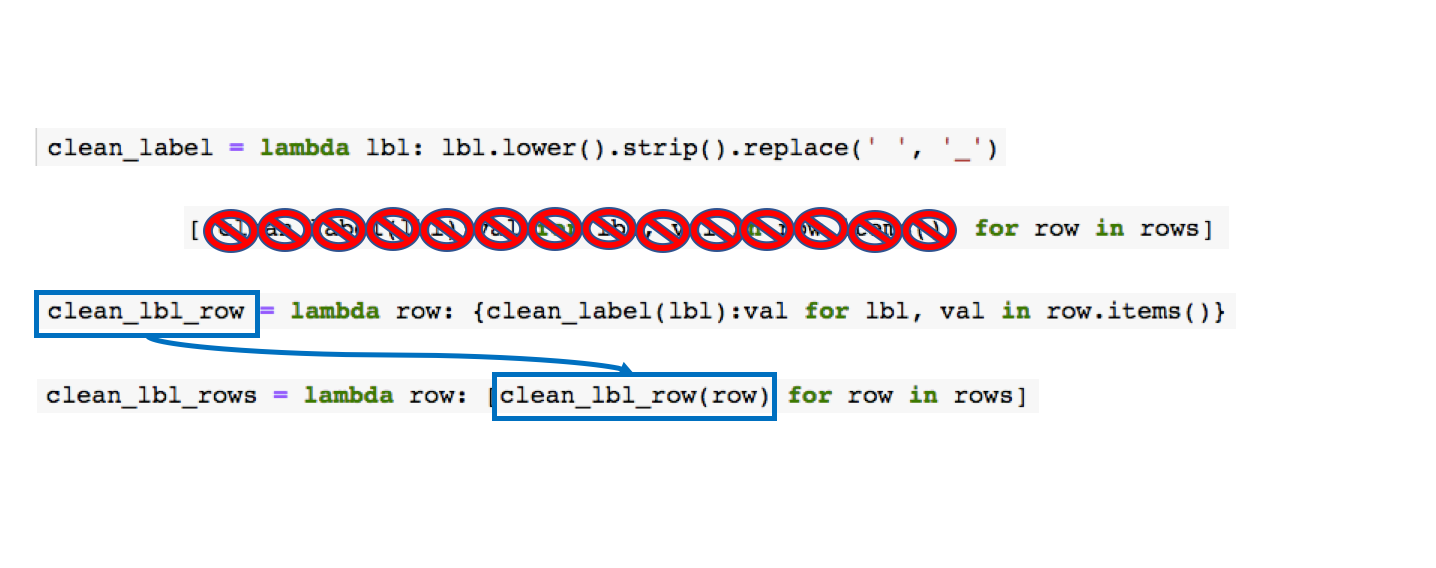 clean_label = lambda lbl: lbl.lower().strip().replace(' ', '_')
[ for row in rows]
clean_lbl_row = lambda row: {clean_label(lbl):val for lbl, val in row.items()}
clean_lbl_rows = lambda row: [clean_lbl_row(row) for row in rows]